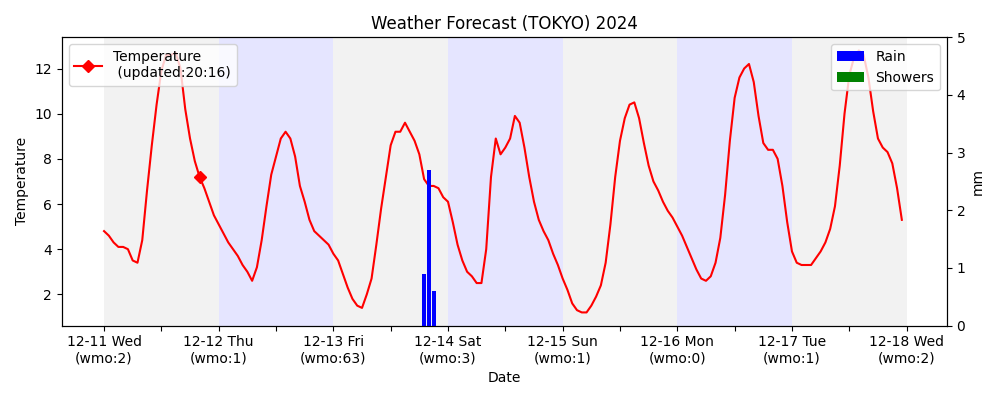 Weather Forecast (TOKYO) 2024
Temperature
(updated:20:16)
Rain
Showers
12
10
8
6
4
2
Temperature
5
4
3
2
1
0
mm
12-11 Wed
(wmo:2)
12-12 Thu
(wmo:1)
12-13 Fri
(wmo:63)
12-14 Sat
(wmo:3)
12-15 Sun
(wmo:1)
12-16 Mon
(wmo:0)
12-17 Tue
(wmo:1)
12-18 Wed
(wmo:2)
Date